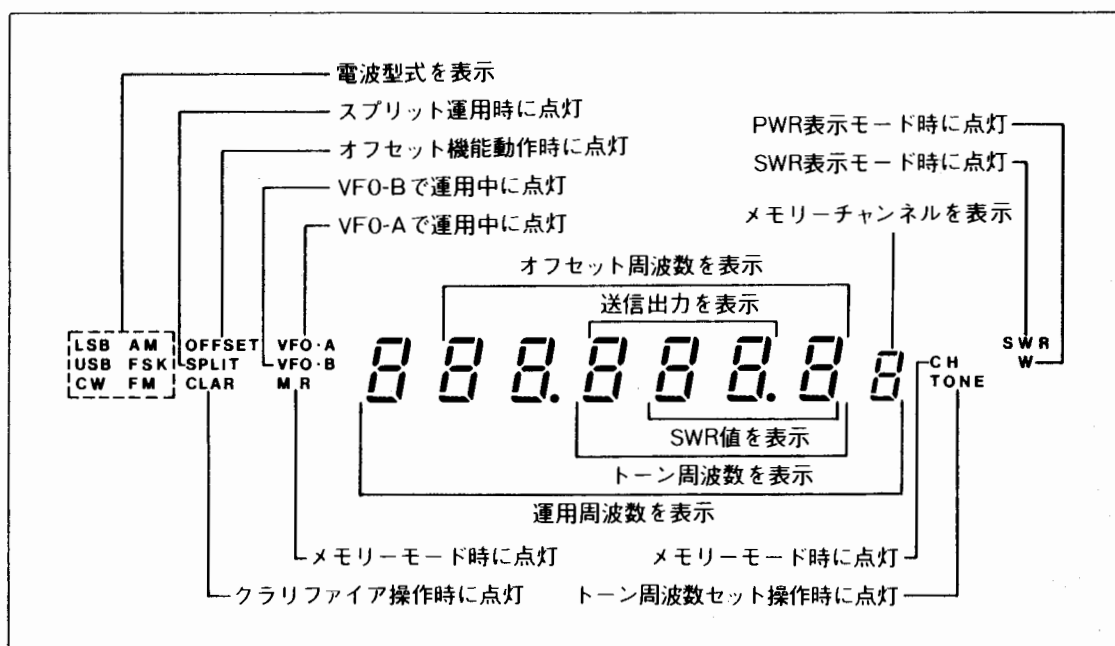 電波型式を表示
スプリット運用時に点灯
オフセット機能動作時に点灯
VFO-Bで運用中に点灯
VFO-Aで運用中に点灯
PWR表示モード時に点灯
SWR表示モード時に点灯
メモリーチャンネルを表示
オフセット周波数を表示
送信出力を表示
LSB AM OFFSET VFO・A
USB FSK SPLIT VFO・B
CW FM CLAR MR
888.888.8 8
CH
TONE
SWR
W
SWR値を表示
トーン周波数を表示
運用周波数を表示
メモリーモード時に点灯
メモリーモード時に点灯
クラリファイア操作時に点灯
トーン周波数セット操作時に点灯